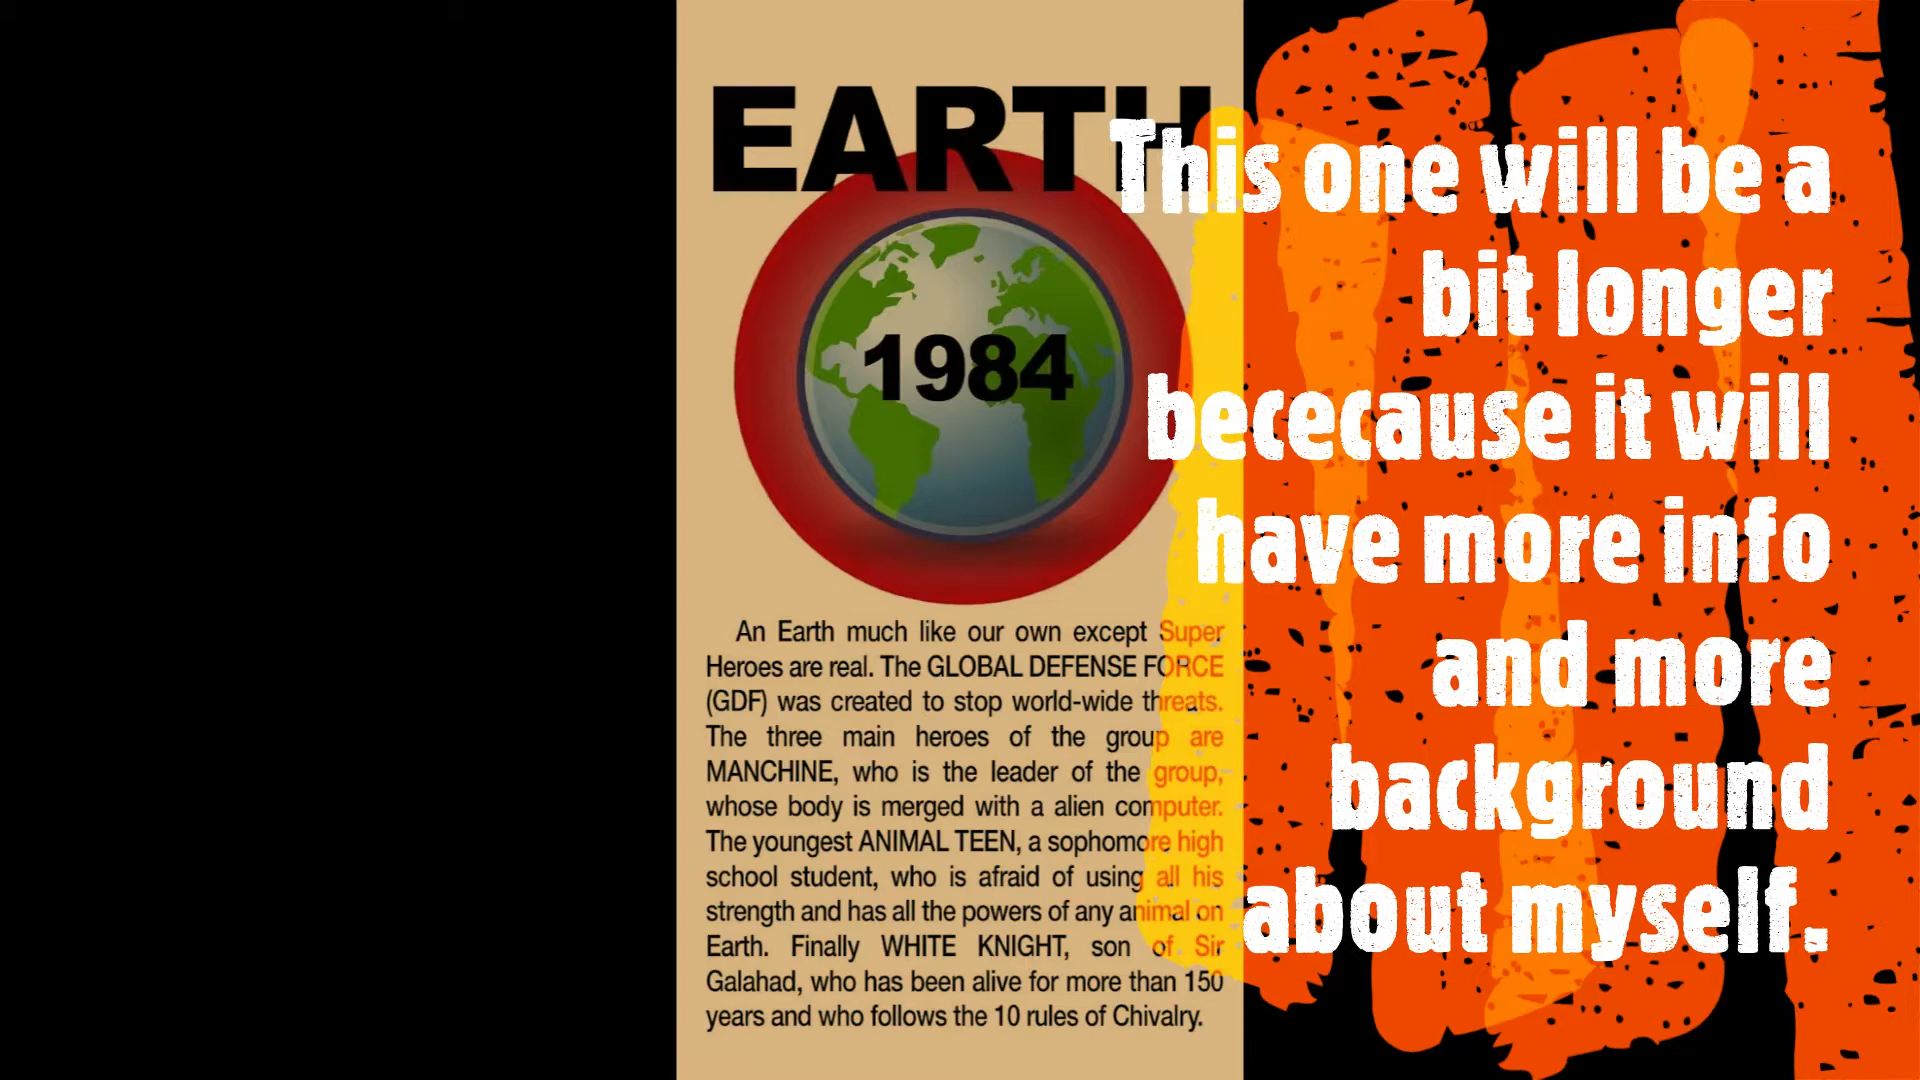 EARTH
1984
An Earth much like our own except Super
Heroes are real. The GLOBAL DEFENSE FORCE
(GDF) was created to stop world-wide threats.
The three main heroes of the group are
MANCHINE, who is the leader of the group,
whose body is merged with a alien computer.
The youngest ANIMAL TEEN, a sophomore high
school student, who is afraid of using all his
strength and has all the powers of any animal on
Earth. Finally WHITE KNIGHT, son of Sir
Galahad, who has been alive for more than 150
years and who follows the 10 rules of Chivalry.
This one will be a
bit longer
bececause it will
have more info
and more
background
about myself.